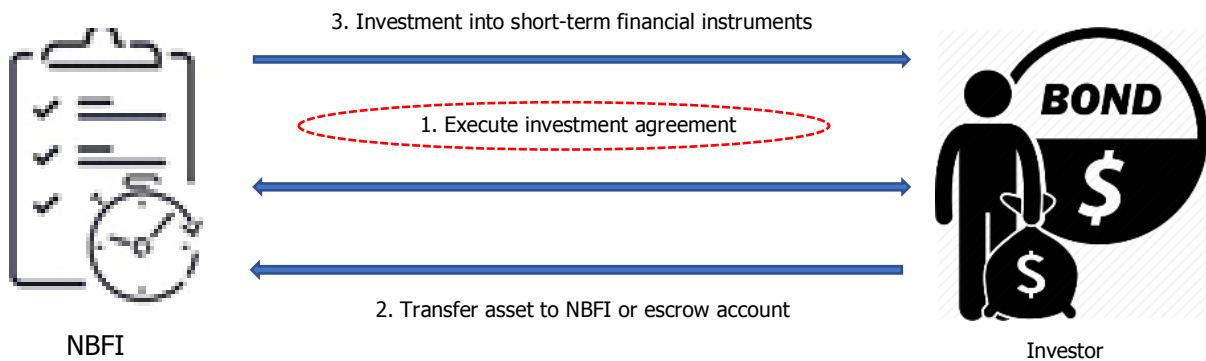 3. Investment into short-term financial instruments
1. Execute investment agreement
BOND
$
$
2. Transfer asset to NBFI or escrow account
NBFI
Investor